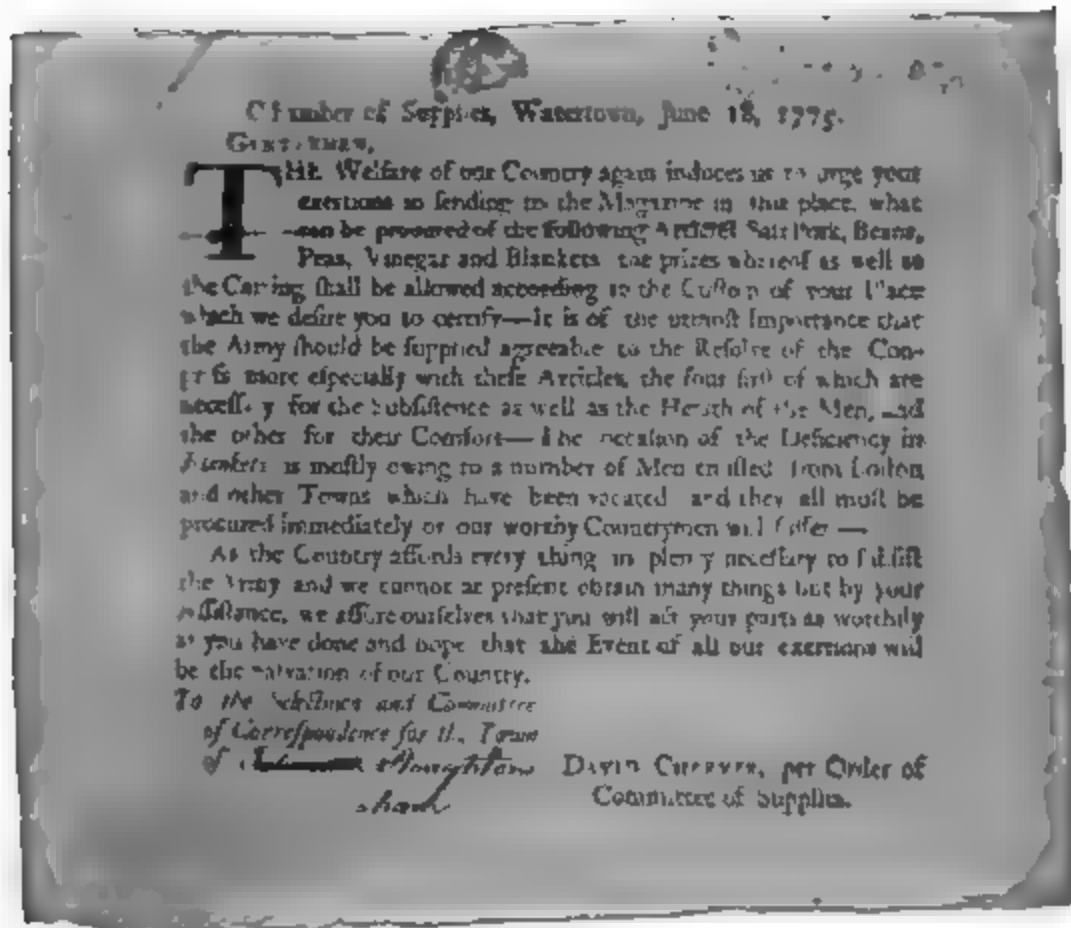 Chamber of Supplies, Watertown, June 18, 1775.
GENTLEMEN,
THE Welfare of our Country again induces us to urge your
exertions in ſending to the Magazine in this place, what
can be procured of the following Articles Salt Pork, Beans,
Peas, Vinegar and Blankets the prizes whereof as well as
the Carting ſhall be allowed according to the Cuſtom of your Place
which we deſire you to certify—It is of the utmoſt Importance that
the Army ſhould be ſupplied agreeable to the Reſolve of the Con-
greſs more eſpecially with theſe Articles, the four firſt of which are
neceſſary for the Subſiſtence as well as the Health of the Men, and
the other for their Comfort—The occaſion of the Deficiency in
Blankets is moſtly owing to a number of Men enliſted from Boſton
and other Towns which have been vacated and they all muſt be
procured immediately or our worthy Countrymen will ſuffer—
As the Country affords every thing in plenty neceſſary to ſubſiſt
the Army and we cannot at preſent obtain many things but by your
Aſſiſtance, we aſſure ourſelves that you will act your parts as worthily
as you have done and hope that the Event of all our exertions will
be the Salvation of our Country.
To the Selectmen and Committee
of Correſpondence for the Town
of Stoughton
ham
DAVID CHEEVER, per Order of
Committee of Supplies.